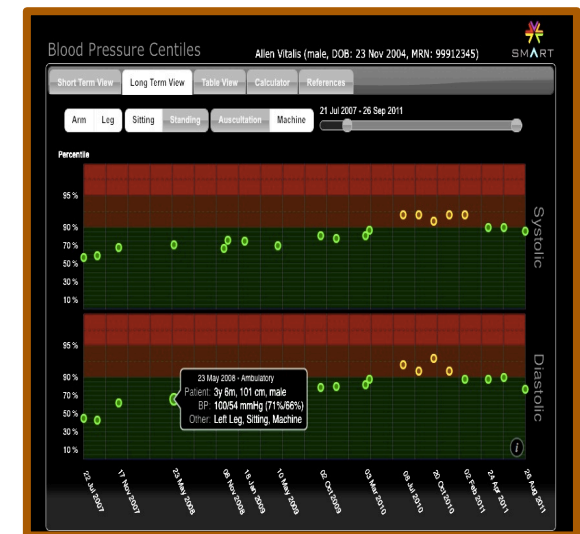 Blood Pressure Centiles
Allen Vitalis (male, DOB: 23 Nov 2004, MRN: 99912345)
SMART
Short Term View Long Term View Table View Calculator References
Arm Leg Sitting Standing Auscultation Machine
21 Jul 2007 - 26 Sep 2011
Percentile
95 %
90 %
70 %
50 %
30 %
10 %
Systolic
95 %
90 %
70 %
50 %
30 %
10 %
Diastolic
23 May 2008 - Ambulatory
Patient: 3y 6m, 101 cm, male
BP: 100/54 mmHg (71%/66%)
Other: Left Leg, Sitting, Machine
i
22 Jul 2007
17 Nov 2007
23 May 2008
06 Nov 2008
16 Jan 2009
10 May 2009
02 Oct 2009
03 Mar 2010
08 Jul 2010
20 Oct 2010
02 Feb 2011
24 Apr 2011
26 Aug 2011